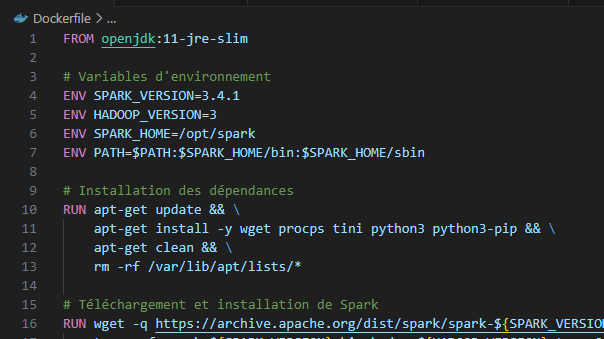 Dockerfile > ...
1 FROM openjdk:11-jre-slim
2
3 # Variables d'environnement
4 ENV SPARK_VERSION=3.4.1
5 ENV HADOOP_VERSION=3
6 ENV SPARK_HOME=/opt/spark
7 ENV PATH=$PATH:$SPARK_HOME/bin:$SPARK_HOME/sbin
8
9 # Installation des dépendances
10 RUN apt-get update && \
11 apt-get install -y wget procps tini python3 python3-pip && \
12 apt-get clean && \
13 rm -rf /var/lib/apt/lists/*
14
15 # Téléchargement et installation de Spark
16 RUN wget -q https://archive.apache.org/dist/spark/spark-${SPARK_VERSION